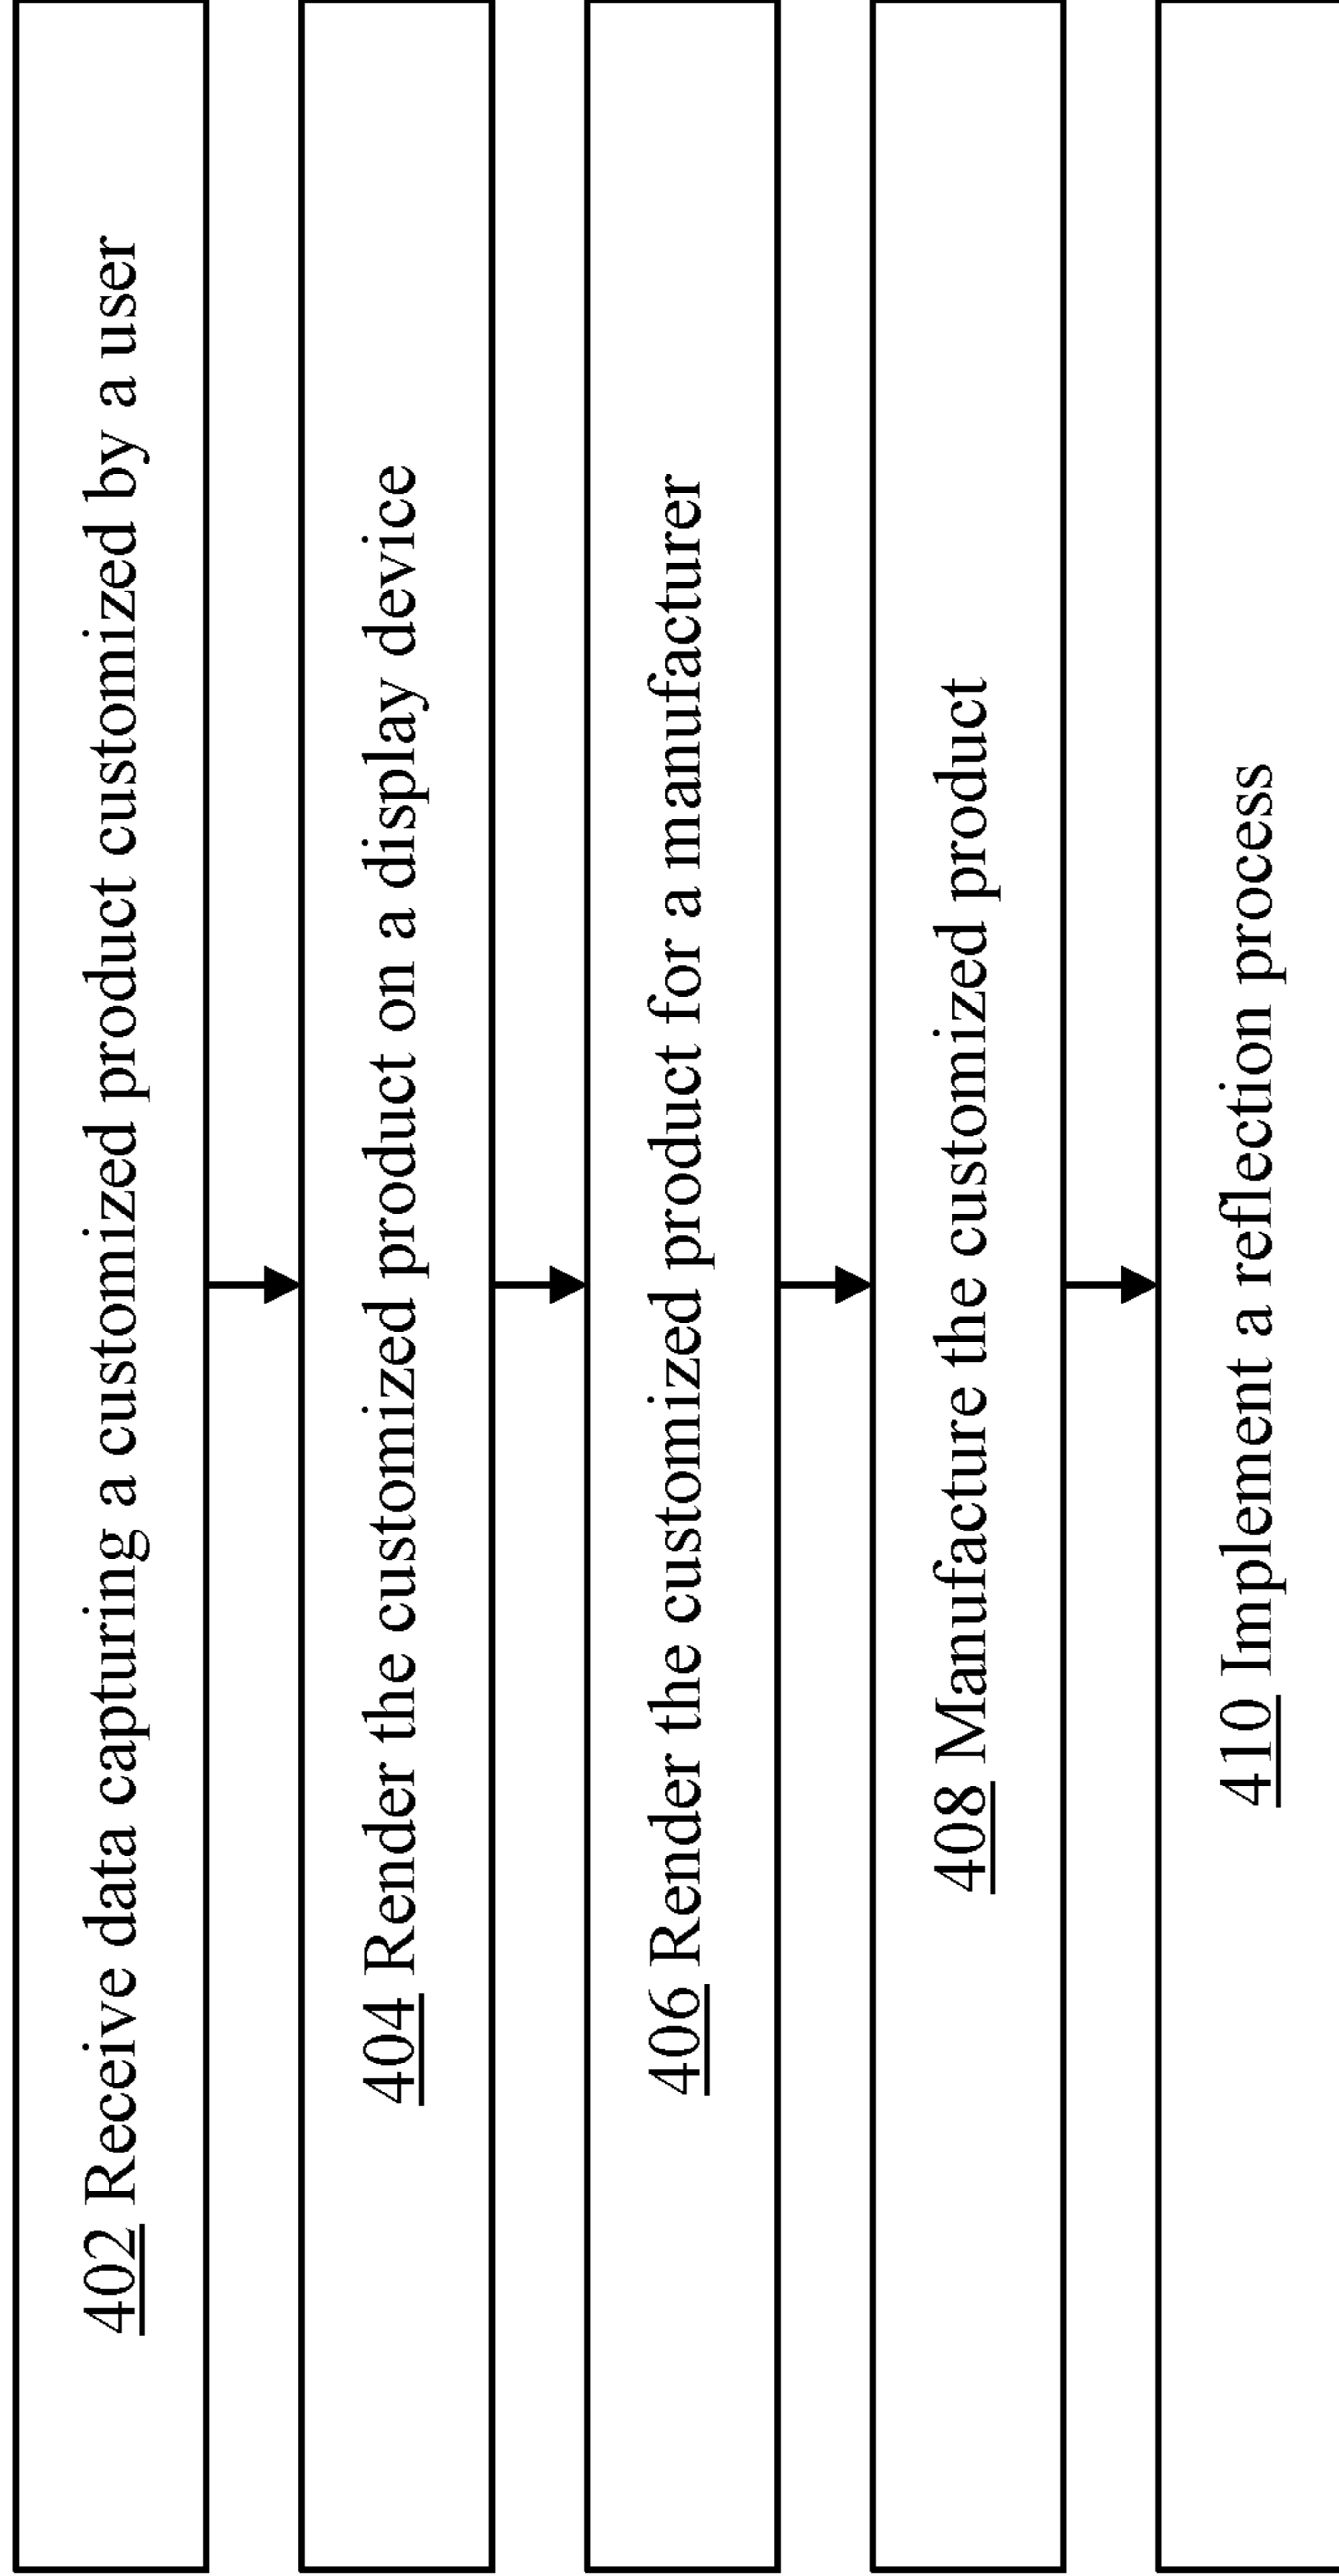 402 Receive data capturing a customized product customized by a user
404 Render the customized product on a display device
406 Render the customized product for a manufacturer
408 Manufacture the customized product
410 Implement a reflection process